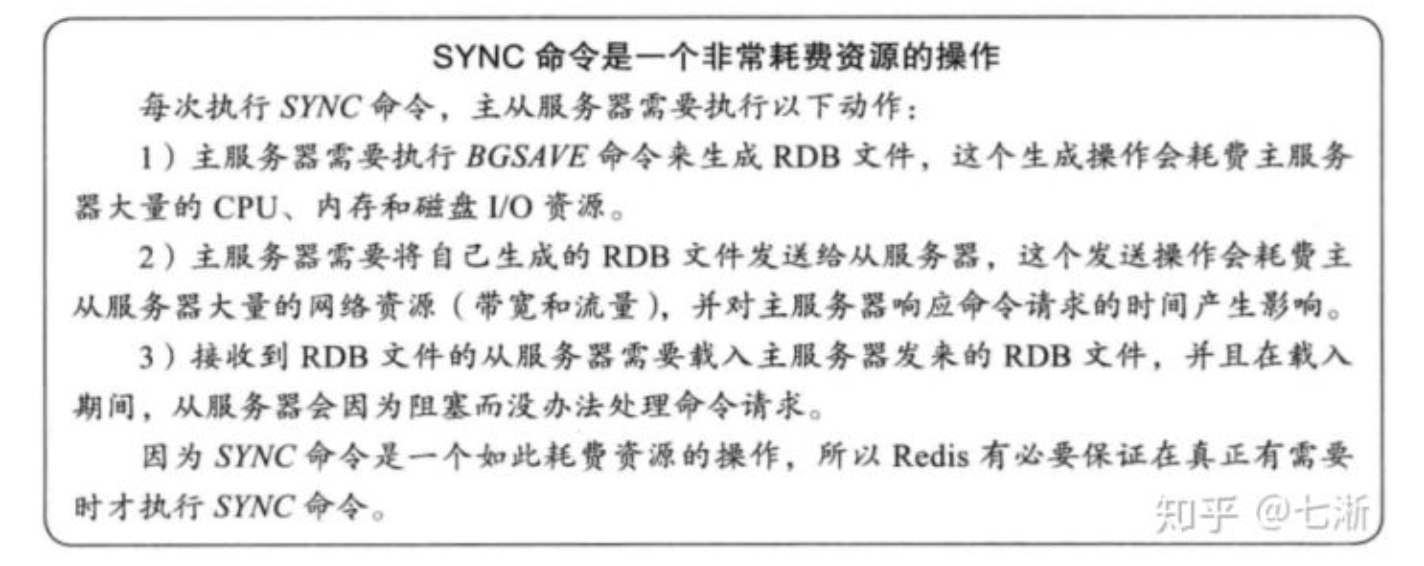 SYNC 命令是一个非常耗费资源的操作
每次执行 SYNC 命令，主从服务器需要执行以下动作：
1）主服务器需要执行 BGSAVE 命令来生成 RDB 文件，这个生成操作会耗费主服务
器大量的 CPU、内存和磁盘 I/O 资源。
2）主服务器需要将自己生成的 RDB 文件发送给从服务器，这个发送操作会耗费主
从服务器大量的网络资源（带宽和流量），并对主服务器响应命令请求的时间产生影响。
3）接收到 RDB 文件的从服务器需要载入主服务器发来的 RDB 文件，并且在载入
期间，从服务器会因为阻塞而没办法处理命令请求。
因为 SYNC 命令是一个如此耗费资源的操作，所以 Redis 有必要保证在真正有需要
时才执行 SYNC 命令。
知乎 @七淅